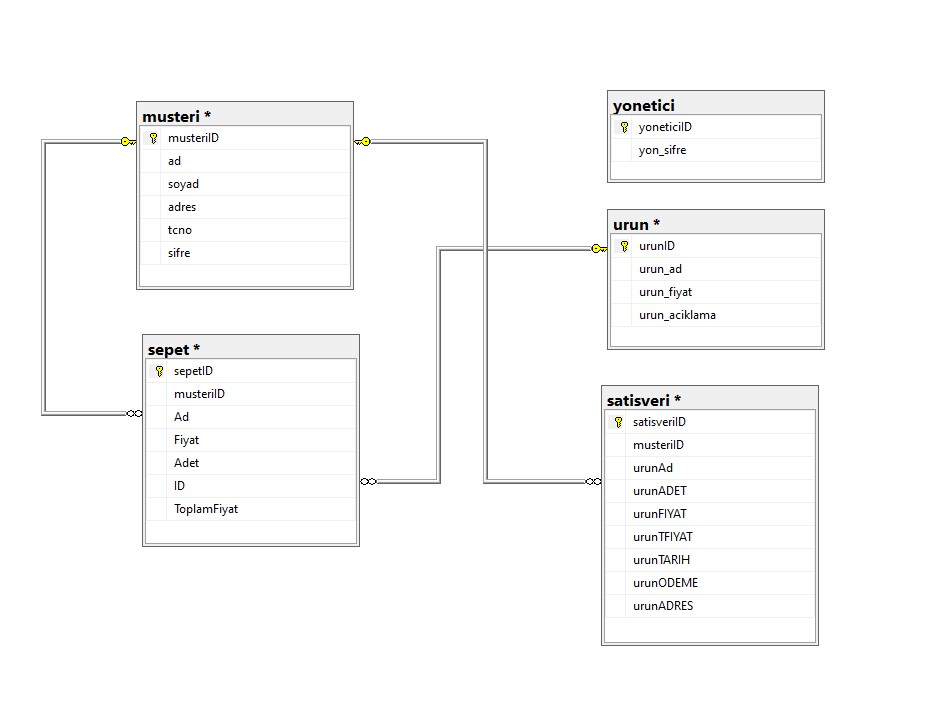 musteri *
musteriID
ad
soyad
adres
tcno
sifre
sepet *
sepetID
musteriID
Ad
Fiyat
Adet
ID
ToplamFiyat
yonetici
yoneticiID
yon_sifre
urun *
urunID
urun_ad
urun_fiyat
urun_aciklama
satisveri *
satisveriID
musteriID
urunAd
urunADET
urunFIYAT
urunTFIYAT
urunTARIH
urunODEME
urunADRES